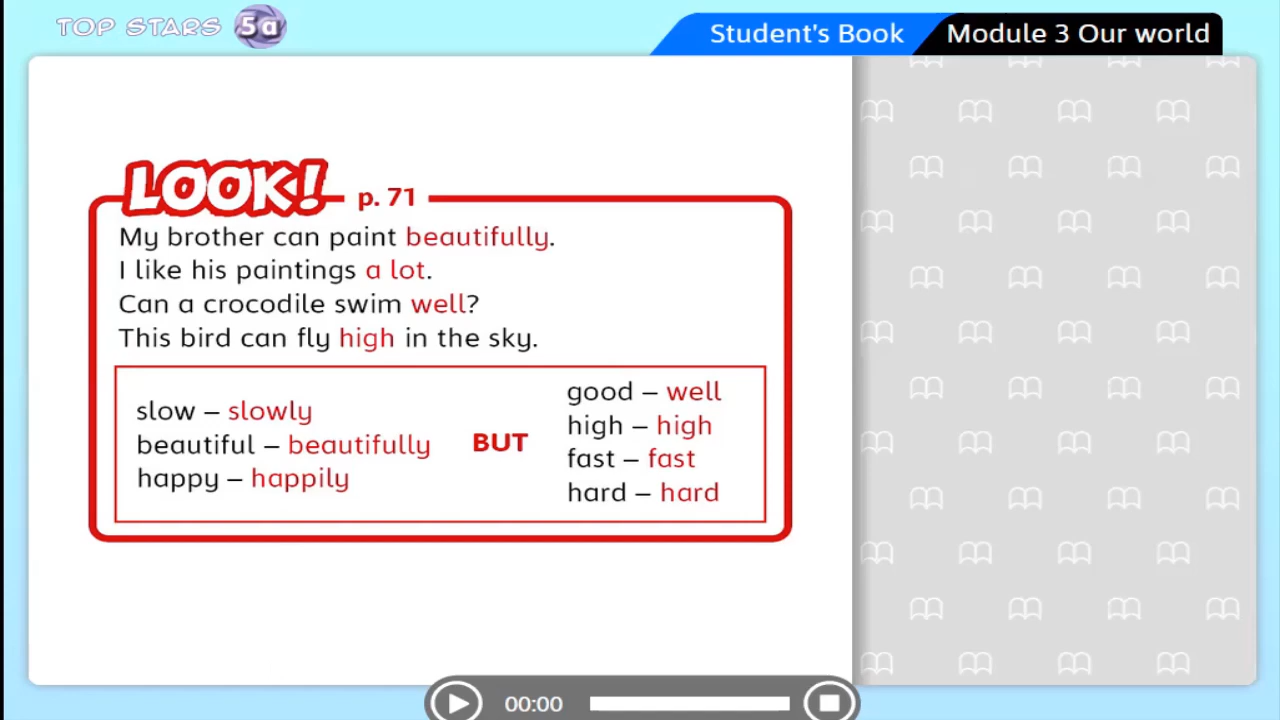 TOP STARS 5a
Student's Book
Module 3 Our world
LOOK! p. 71
My brother can paint beautifully.
I like his paintings a lot.
Can a crocodile swim well?
This bird can fly high in the sky.
slow – slowly
beautiful – beautifully
happy – happily
BUT
good – well
high – high
fast – fast
hard – hard
00:00